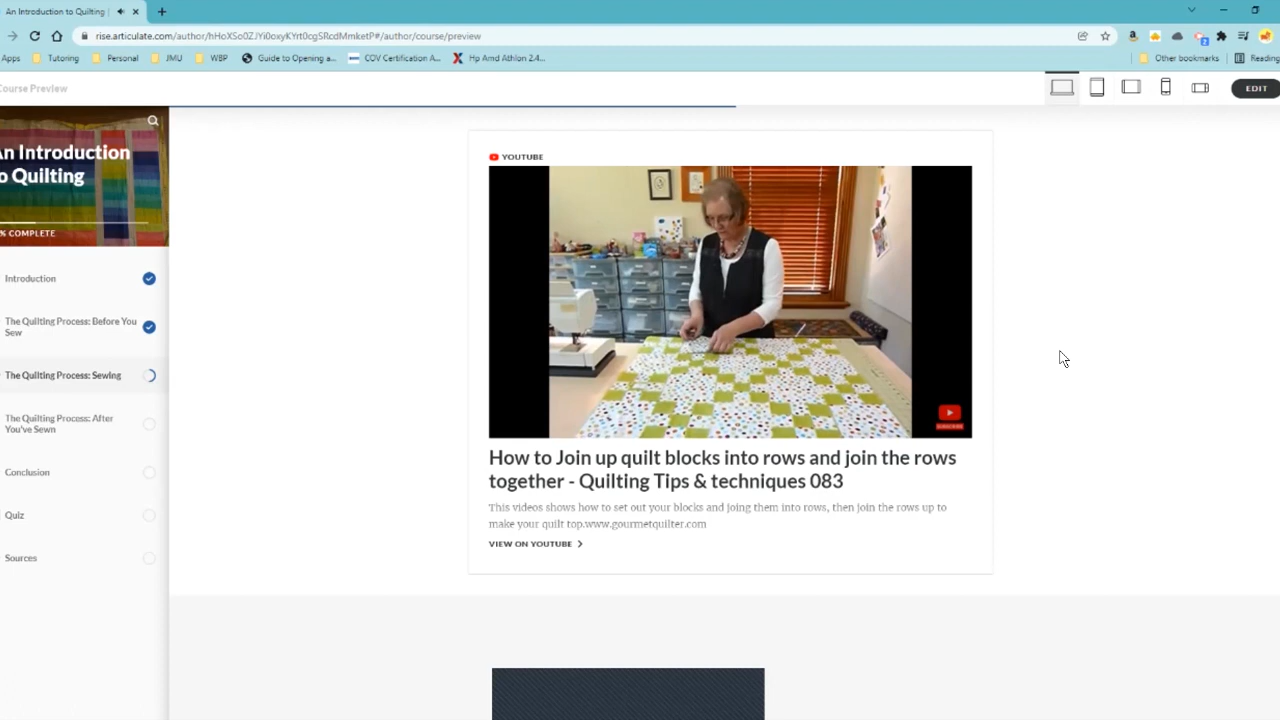 An Introduction to Quilting |
rise.articulate.com/author/hHoXSo0ZJYi0oxyKYrt0cgSRcdMmketP#/author/course/preview
Apps
Tutoring
Personal
JMU
WBP
Guide to Opening a...
COV Certification A...
Hp Amd Athlon 2.4...
Other bookmarks
Reading
Course Preview
EDIT
An Introduction
to Quilting
% COMPLETE
Introduction
The Quilting Process: Before You
Sew
The Quilting Process: Sewing
The Quilting Process: After
You've Sewn
Conclusion
Quiz
Sources
YOUTUBE
SUBSCRIBE
How to Join up quilt blocks into rows and join the rows
together - Quilting Tips & techniques 083
This videos shows how to set out your blocks and joing them into rows, then join the rows up to
make your quilt top.www.gourmetquilter.com
VIEW ON YOUTUBE